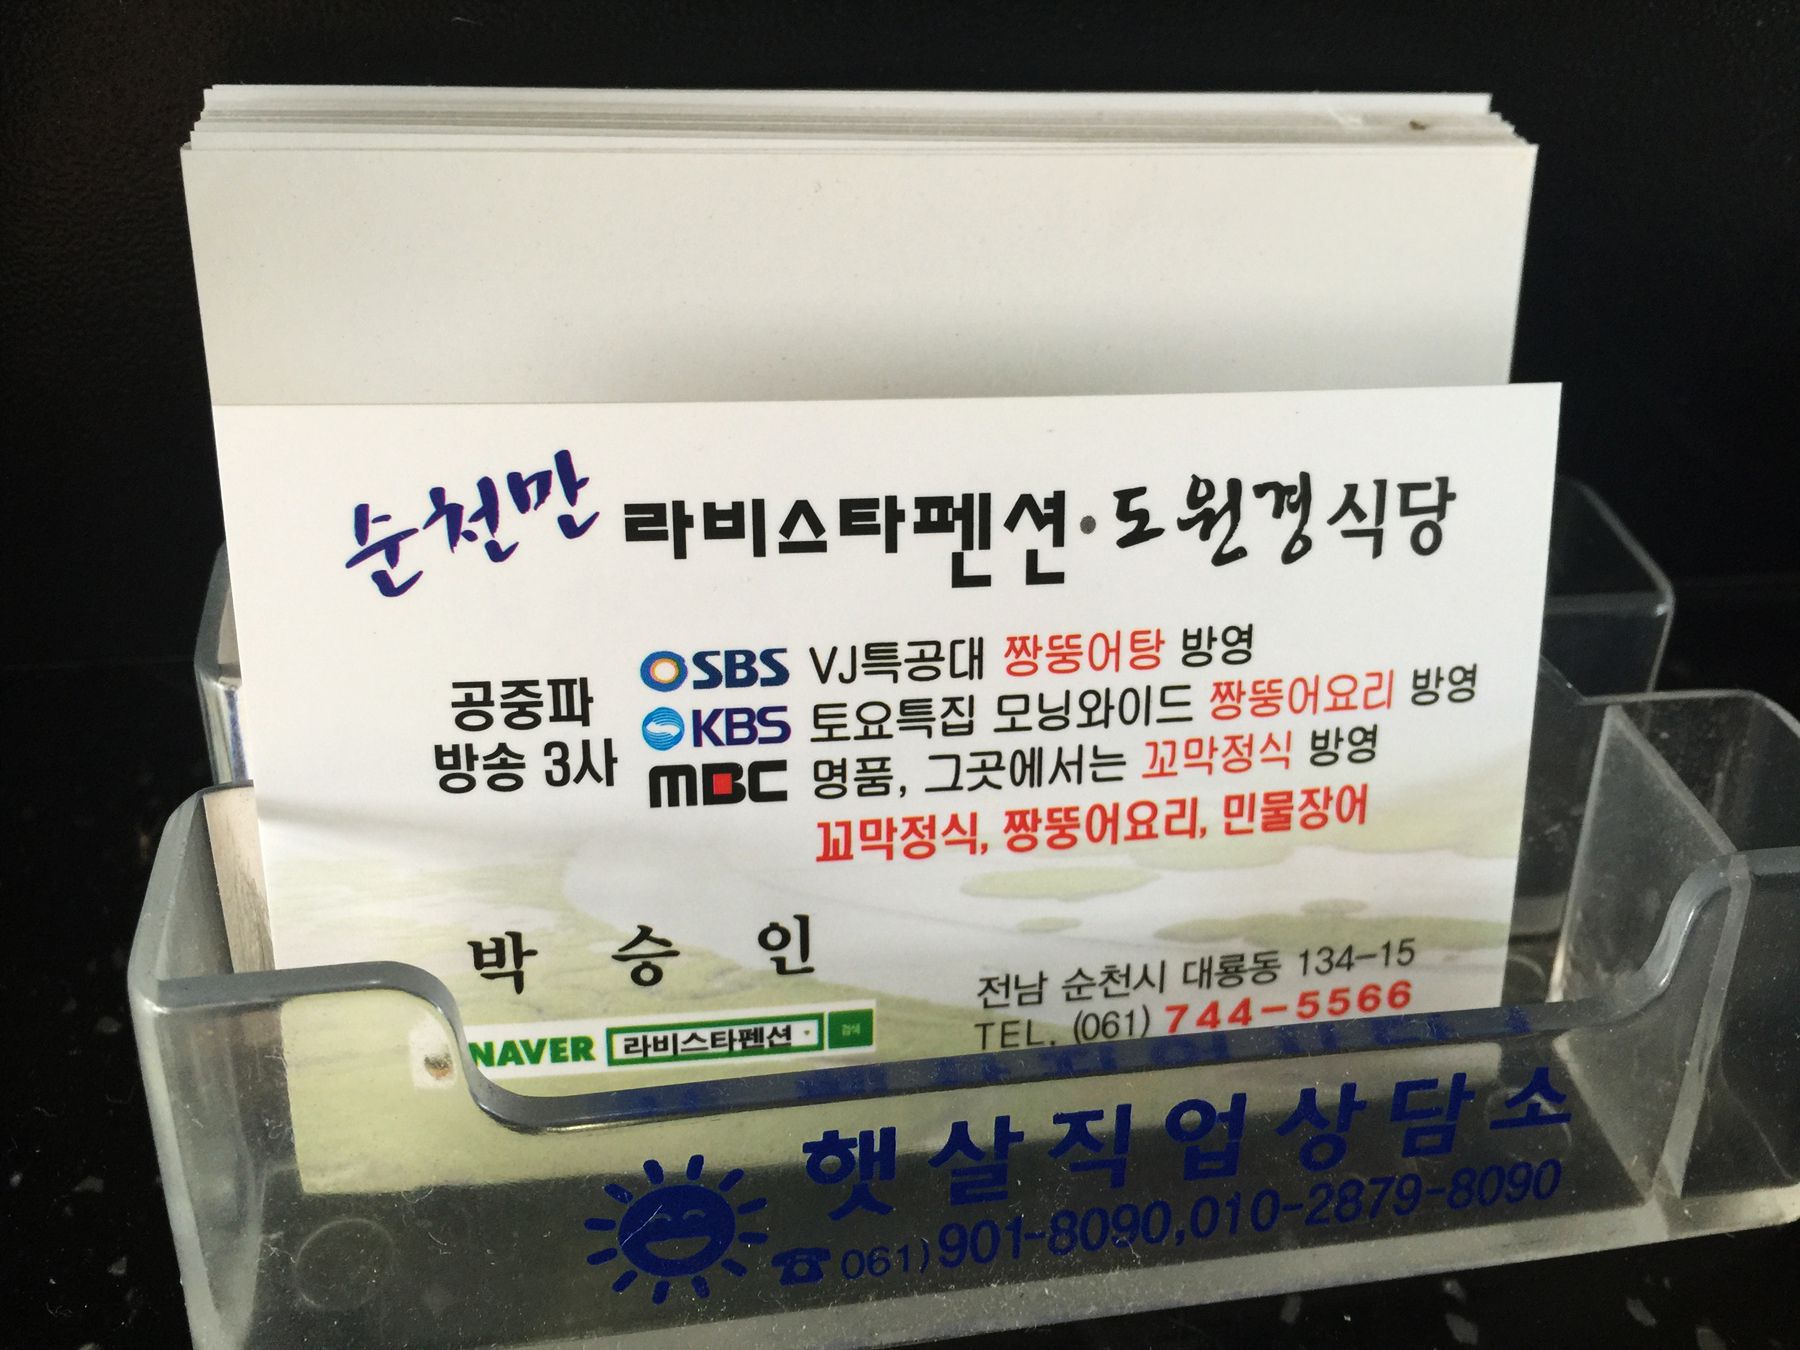 순천만 라비스타펜션·도원경식당
공중파
방송 3사
SBS VJ특공대 짱뚱어탕 방영
KBS 토요특집 모닝와이드 짱뚱어요리 방영
MBC 명품, 그곳에서는 꼬막정식 방영
꼬막정식, 짱뚱어요리, 민물장어
박 승 인
NAVER 라비스타펜션 검색
전남 순천시 대룡동 134-15
TEL. (061) 744-5566
햇살직업상담소
☎061)901-8090,010-2879-8090